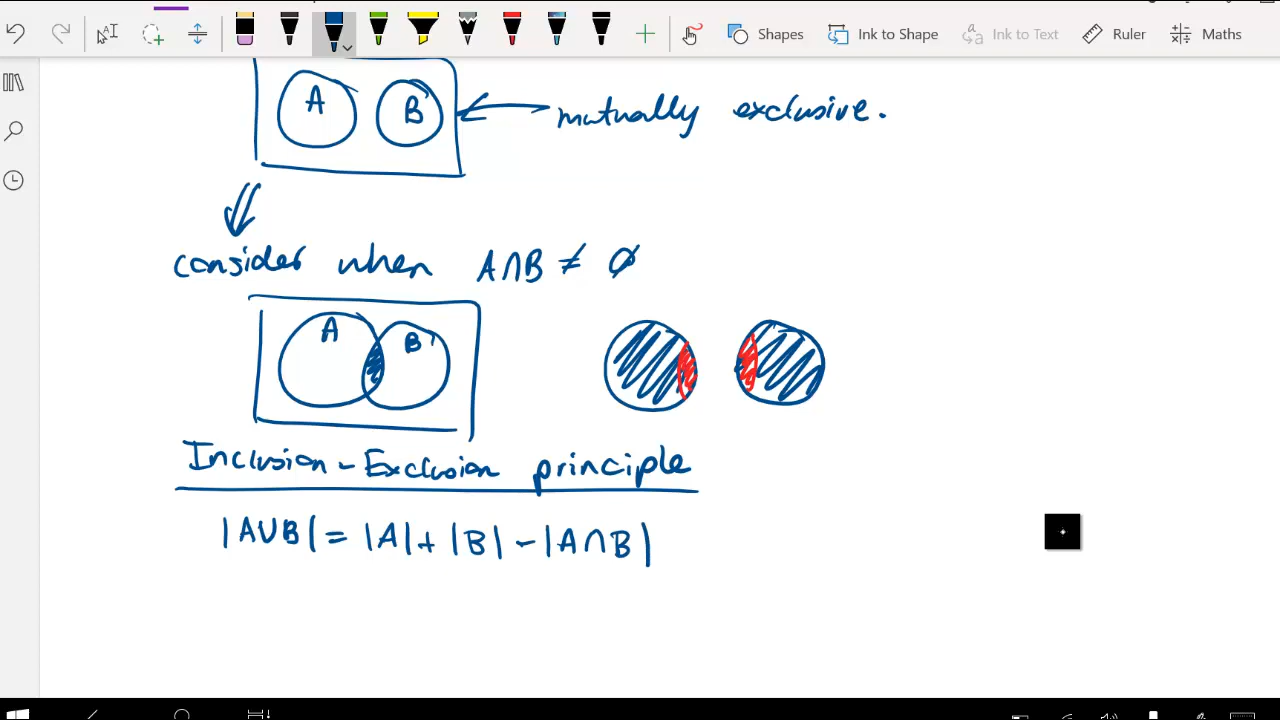 Ink to Shape
Shapes
Ink to Text
Ruler
Maths
A B
mutually exclusive.
consider when A∩B ≠ ∅
A B
Inclusion - Exclusion principle
|A∪B| = |A| + |B| - |A∩B|